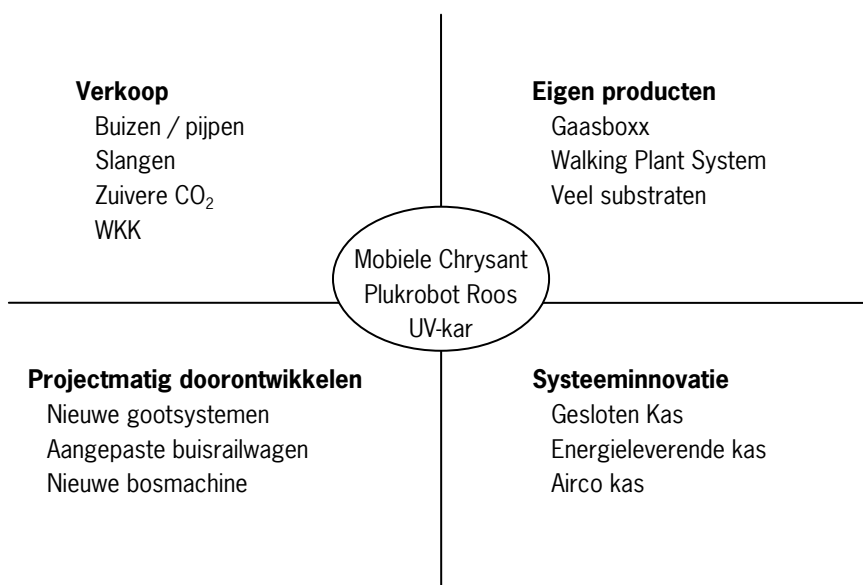 Verkoop
Buizen / pijpen
Slangen
Zuivere CO₂
WKK
Eigen producten
Gaasboxx
Walking Plant System
Veel substraten
Mobiele Chrysant
Plukrobot Roos
UV-kar
Projectmatig doorontwikkelen
Nieuwe gootsystemen
Aangepaste buisrailwagen
Nieuwe bosmachine
Systeeminnovatie
Gesloten Kas
Energieleverende kas
Airco kas